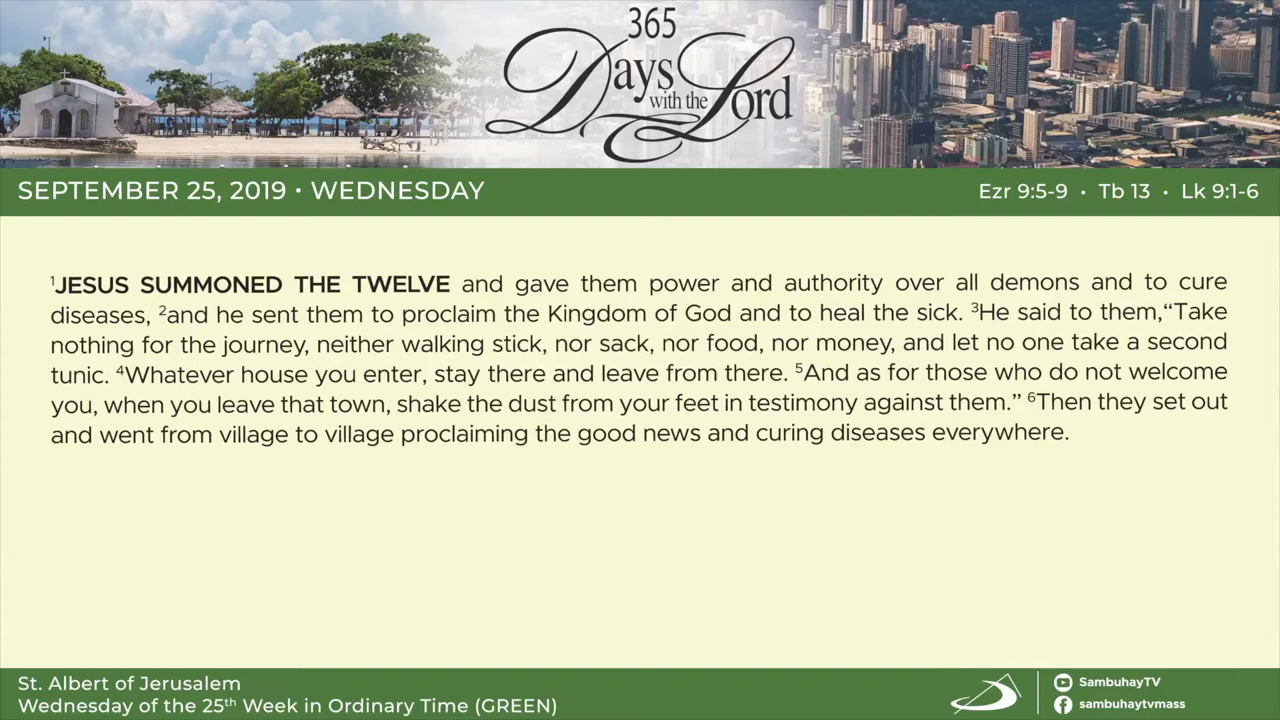 365
Days
with the
Lord
SEPTEMBER 25, 2019 • WEDNESDAY
Ezr 9:5-9 • Tb 13 • Lk 9:1-6
¹JESUS SUMMONED THE TWELVE and gave them power and authority over all demons and to cure
diseases, ²and he sent them to proclaim the Kingdom of God and to heal the sick. ³He said to them,“Take
nothing for the journey, neither walking stick, nor sack, nor food, nor money, and let no one take a second
tunic. ⁴Whatever house you enter, stay there and leave from there. ⁵And as for those who do not welcome
you, when you leave that town, shake the dust from your feet in testimony against them.” ⁶Then they set out
and went from village to village proclaiming the good news and curing diseases everywhere.
St. Albert of Jerusalem
Wednesday of the 25th Week in Ordinary Time (GREEN)
SambuhayTV
sambuhaytvmass